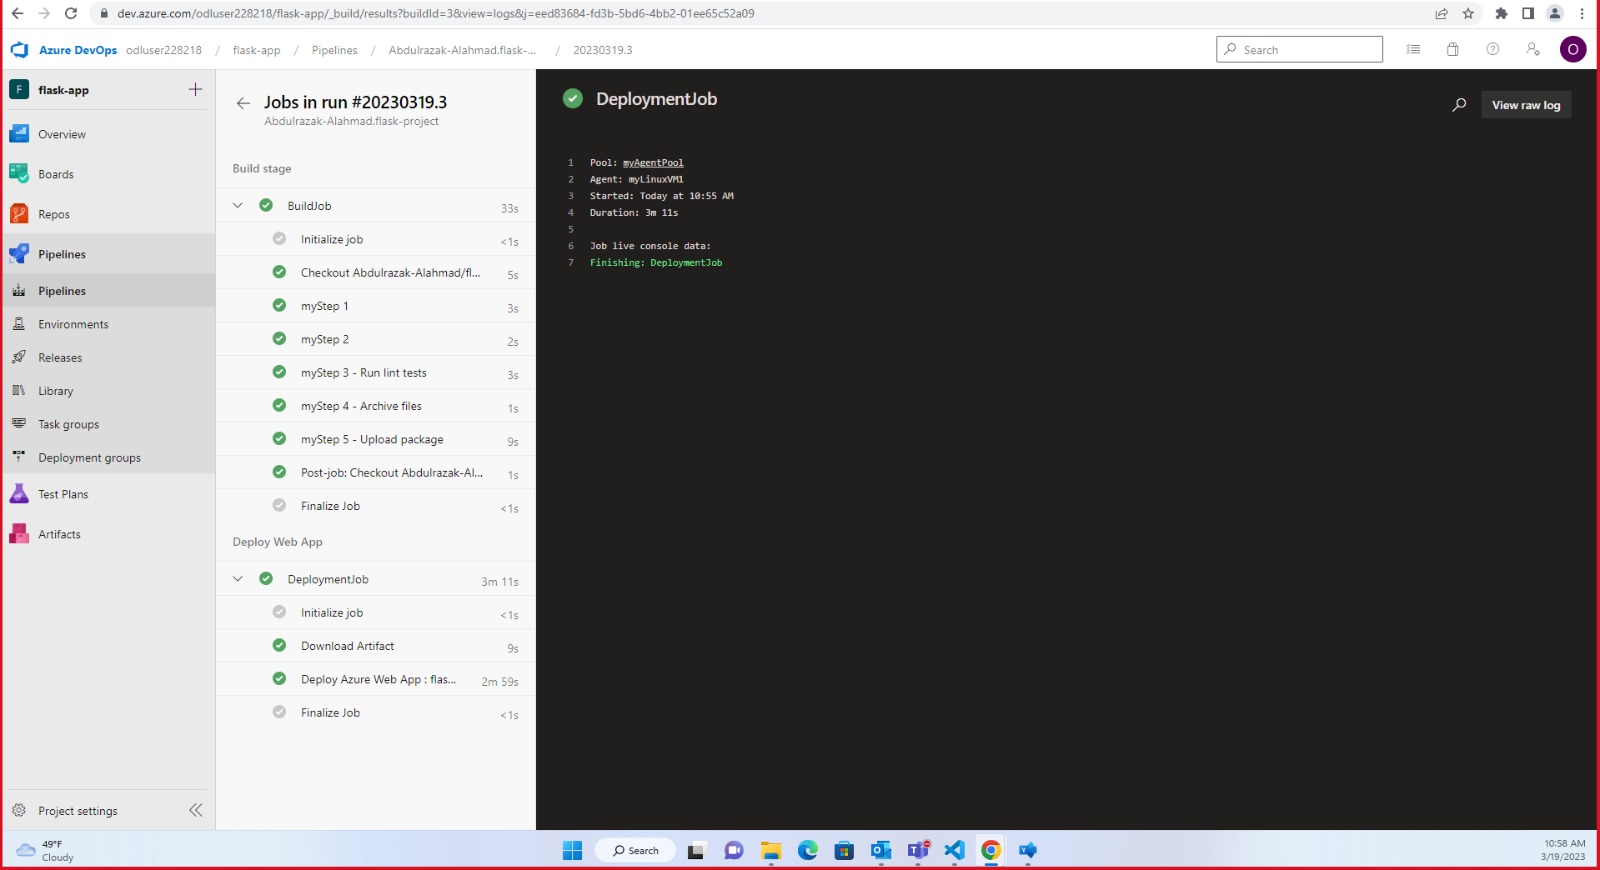 dev.azure.com/odluser228218/flask-app/_build/results?buildId=3&view=logs&j=eed83684-fd3b-5bd6-4bb2-01ee65c52a09
Azure DevOps odluser228218 / flask-app / Pipelines / Abdulrazak-Alahmad.flask-... / 20230319.3
Search
O
F flask-app
Overview
Boards
Repos
Pipelines
Pipelines
Environments
Releases
Library
Task groups
Deployment groups
Test Plans
Artifacts
Project settings
Jobs in run #20230319.3
Abdulrazak-Alahmad.flask-project
Build stage
BuildJob 33s
Initialize job <1s
Checkout Abdulrazak-Alahmad/fl... 5s
myStep 1 3s
myStep 2 2s
myStep 3 - Run lint tests 3s
myStep 4 - Archive files 1s
myStep 5 - Upload package 9s
Post-job: Checkout Abdulrazak-Al... 1s
Finalize Job <1s
Deploy Web App
DeploymentJob 3m 11s
Initialize job <1s
Download Artifact 9s
Deploy Azure Web App : flas... 2m 59s
Finalize Job <1s
DeploymentJob
View raw log
1 Pool: myAgentPool
2 Agent: myLinuxVM1
3 Started: Today at 10:55 AM
4 Duration: 3m 11s
5
6 Job live console data:
7 Finishing: DeploymentJob
49°F
Cloudy
Search
10:58 AM
3/19/2023